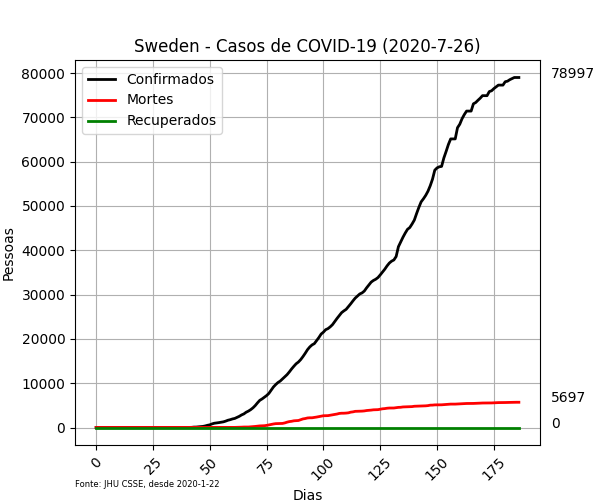 Sweden - Casos de COVID-19 (2020-7-26)
Confirmados
Mortes
Recuperados
80000
70000
60000
50000
40000
30000
20000
10000
0
Pessoas
78997
5697
0
0
25
50
75
100
125
150
175
Dias
Fonte: JHU CSSE, desde 2020-1-22